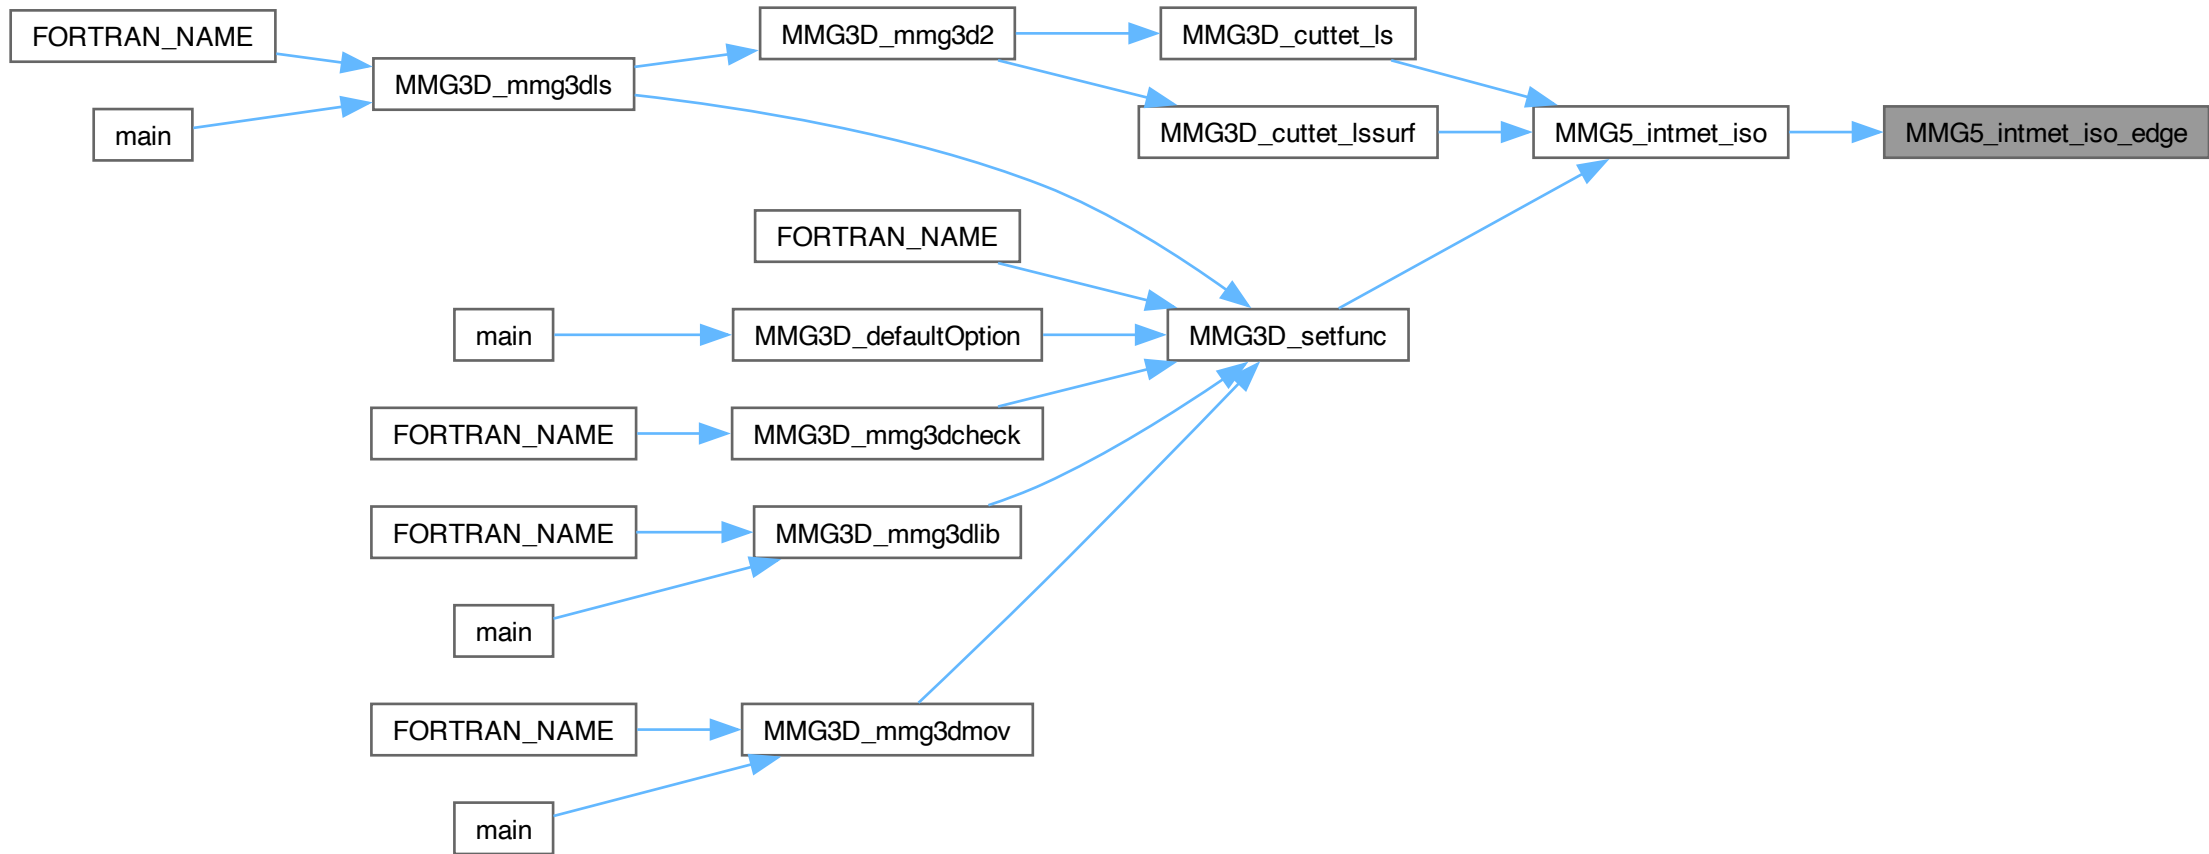 FORTRAN_NAME
MMG3D_mmg3d2
MMG3D_cuttet_ls
MMG3D_mmg3dls
main
MMG3D_cuttet_lssurf
MMG5_intmet_iso
MMG5_intmet_iso_edge
FORTRAN_NAME
main
MMG3D_defaultOption
MMG3D_setfunc
FORTRAN_NAME
MMG3D_mmg3dcheck
FORTRAN_NAME
MMG3D_mmg3dlib
main
FORTRAN_NAME
MMG3D_mmg3dmov
main